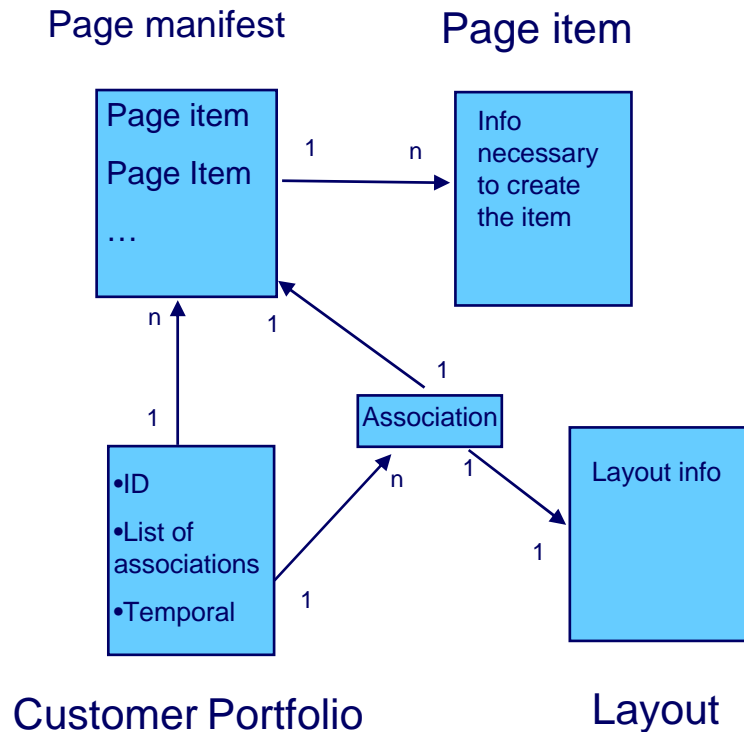 Page manifest
Page item
Page item
Page Item
…
Info
necessary
to create
the item
1
n
n
1
1
1
Association
•ID
•List of
associations
•Temporal
n
1
1
1
Layout info
Customer Portfolio
Layout